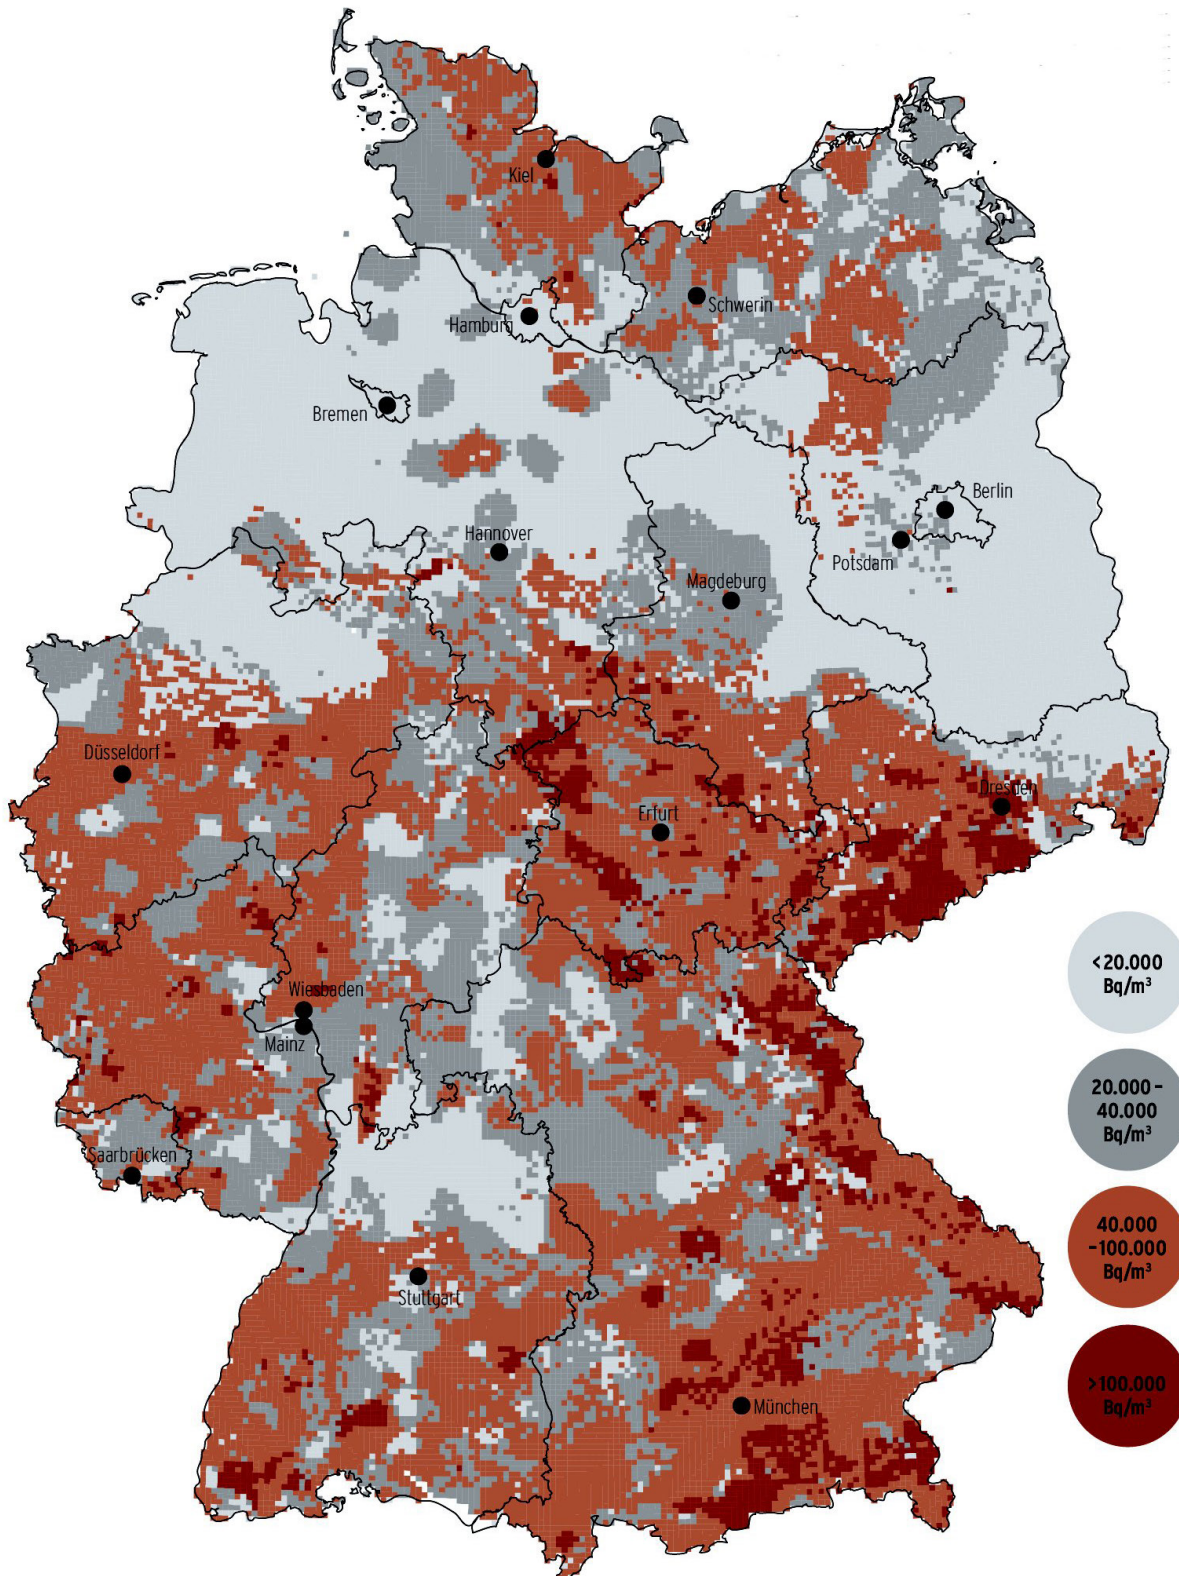 Kiel
Schwerin
Hamburg
Bremen
Berlin
Hannover
Potsdam
Magdeburg
Düsseldorf
Dresden
Erfurt
<20.000
Bq/m³
Wiesbaden
Mainz
20.000 -
40.000
Bq/m³
Saarbrücken
40.000
-100.000
Bq/m³
Stuttgart
>100.000
Bq/m³
München